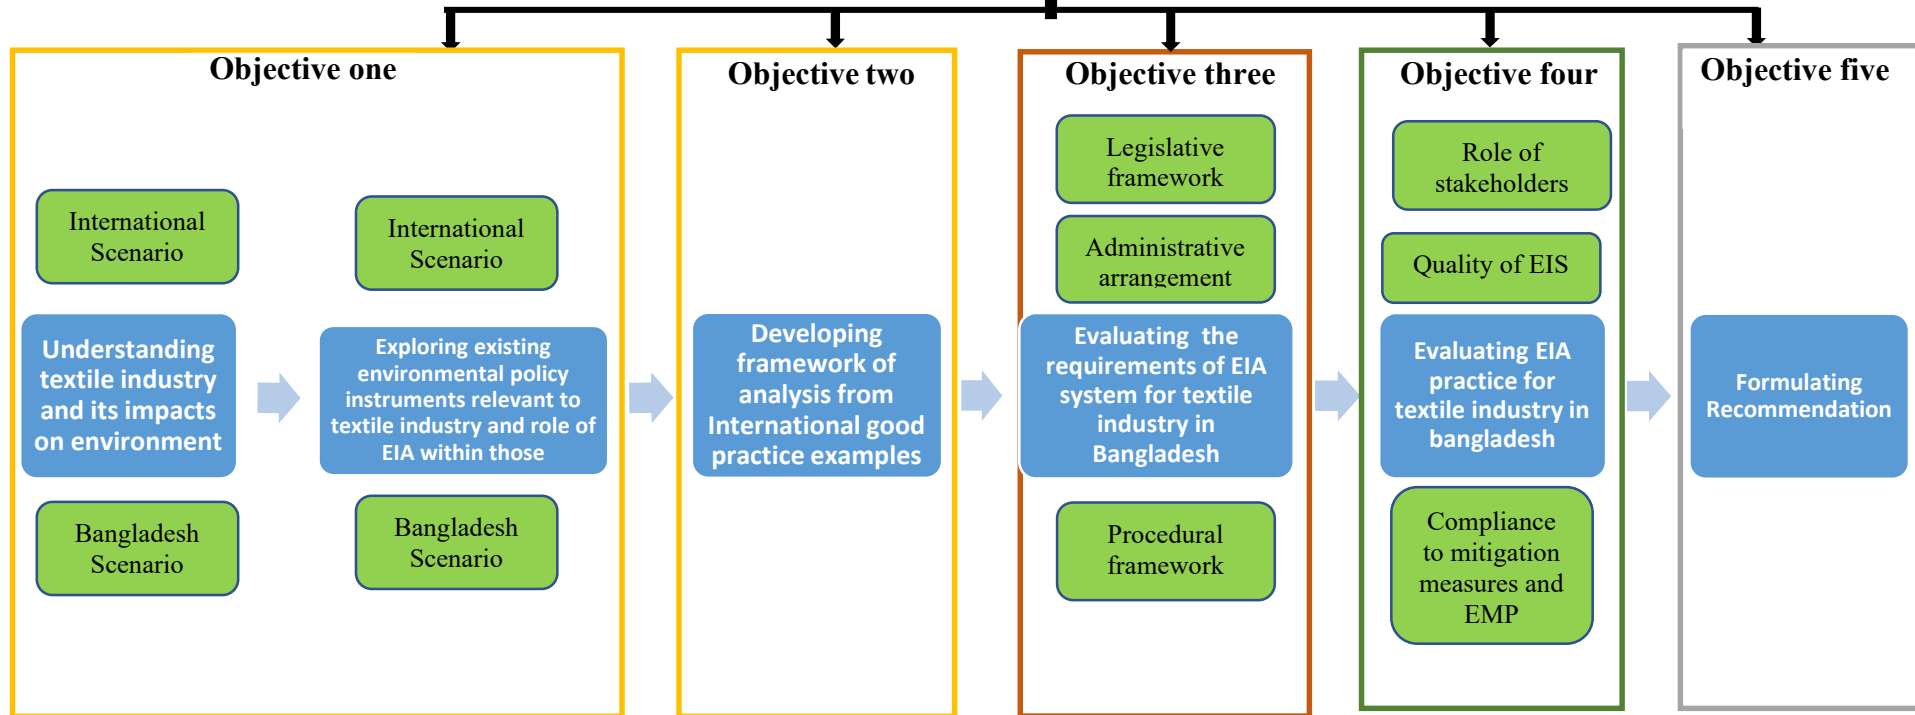 Objective one
International
Scenario
Understanding
textile industry
and its impacts
on environment
Bangladesh
Scenario
International
Scenario
Exploring existing
environmental policy
instruments relevant to
textile industry and role of
EIA within those
Bangladesh
Scenario
Objective two
Developing
framework of
analysis from
International good
practice examples
Objective three
Legislative
framework
Administrative
arrangement
Evaluating the
requirements of EIA
system for textile
industry in
Bangladesh
Procedural
framework
Objective four
Role of
stakeholders
Quality of EIS
Evaluating EIA
practice for
textile industry in
bangladesh
Compliance
to mitigation
measures and
EMP
Objective five
Formulating
Recommendation